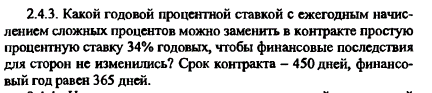 2.4.3. Какой годовой процентной ставкой с ежегодным начис-
лением сложных процентов можно заменить в контракте простую
процентную ставку 34% годовых, чтобы финансовые последствия
для сторон не изменились? Срок контракта – 450 дней, финансо-
вый год равен 365 дней.